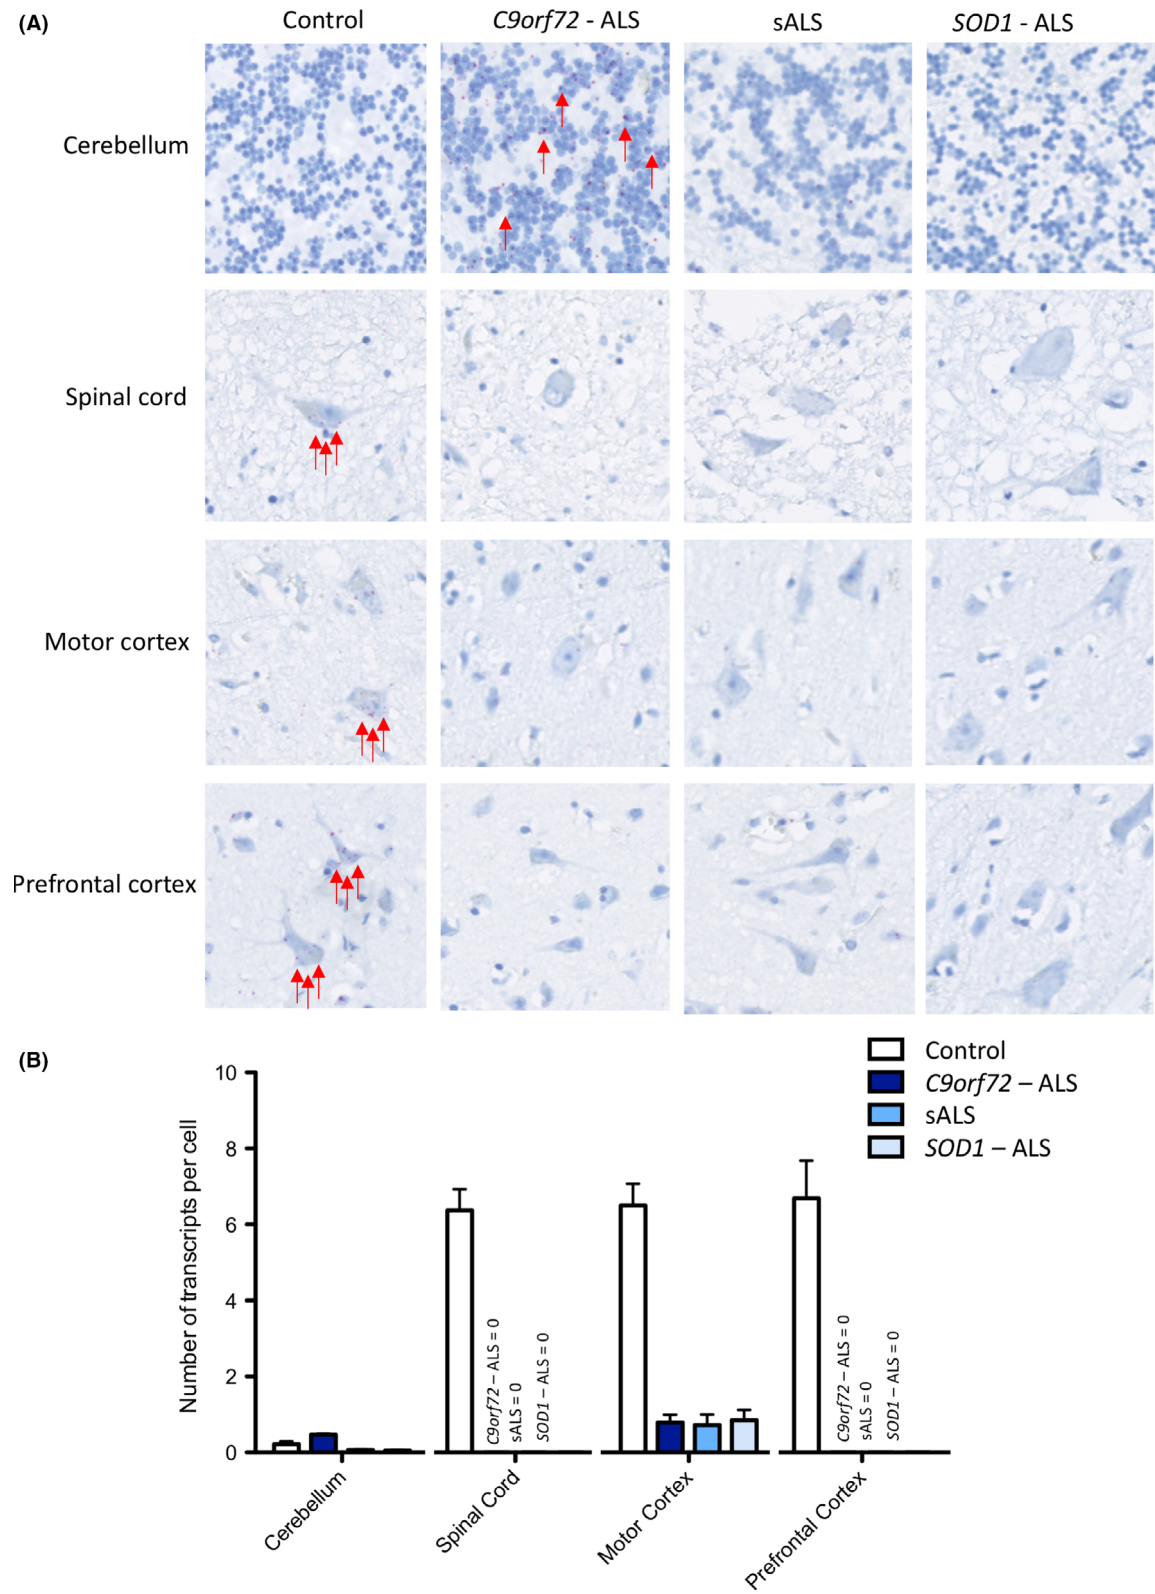 (A)
Control
C9orf72 - ALS
sALS
SOD1 - ALS
Cerebellum
Spinal cord
Motor cortex
Prefrontal cortex
(B)
Control
C9orf72 – ALS
sALS
SOD1 – ALS
Number of transcripts per cell
10
8
6
4
2
0
C9orf72 – ALS = 0
sALS = 0
SOD1 – ALS = 0
C9orf72 – ALS = 0
sALS = 0
SOD1 – ALS = 0
Cerebellum
Spinal Cord
Motor Cortex
Prefrontal Cortex